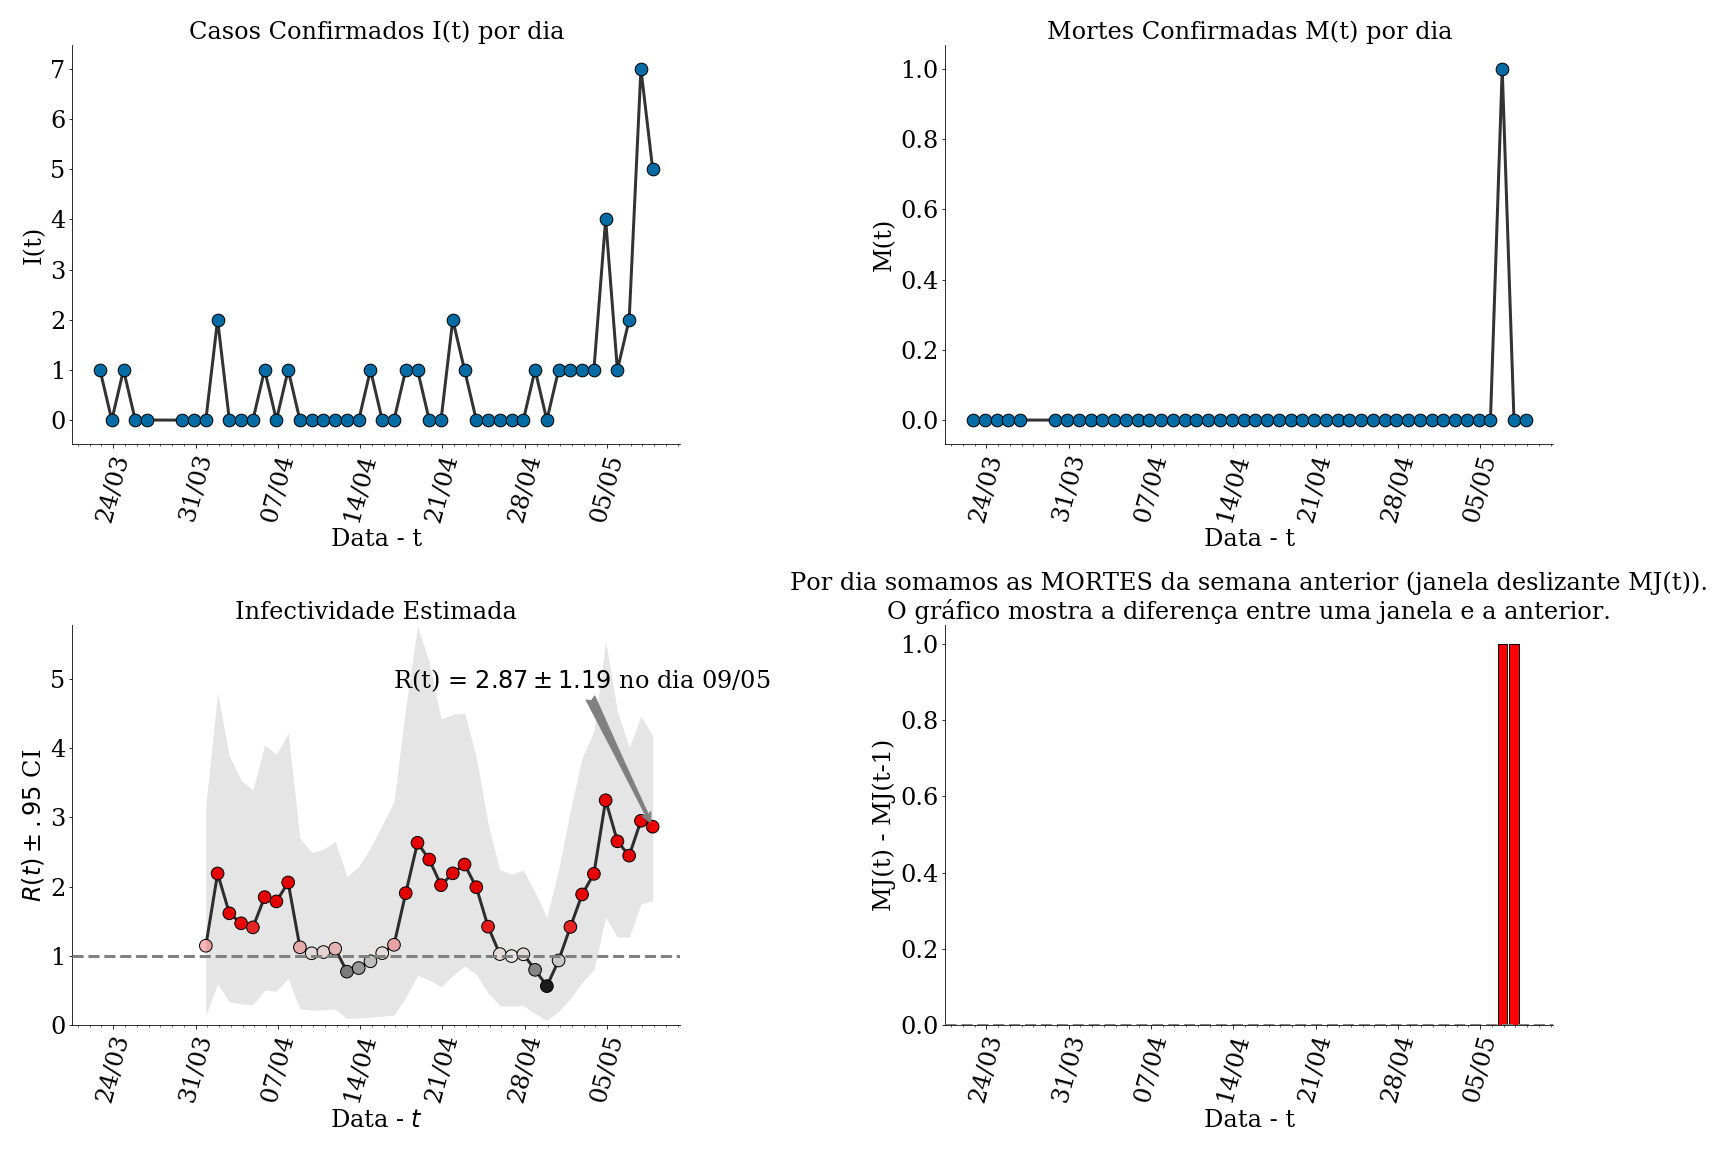 Casos Confirmados I(t) por dia
I(t)
7
6
5
4
3
2
1
0
24/03 31/03 07/04 14/04 21/04 28/04 05/05
Data - t
Mortes Confirmadas M(t) por dia
M(t)
1.0
0.8
0.6
0.4
0.2
0.0
24/03 31/03 07/04 14/04 21/04 28/04 05/05
Data - t
Infectividade Estimada
R(t) ± .95 CI
5
4
3
2
1
0
R(t) = 2.87 ± 1.19 no dia 09/05
24/03 31/03 07/04 14/04 21/04 28/04 05/05
Data - t
Por dia somamos as MORTES da semana anterior (janela deslizante MJ(t)).
O gráfico mostra a diferença entre uma janela e a anterior.
MJ(t) - MJ(t-1)
1.0
0.8
0.6
0.4
0.2
0.0
24/03 31/03 07/04 14/04 21/04 28/04 05/05
Data - t